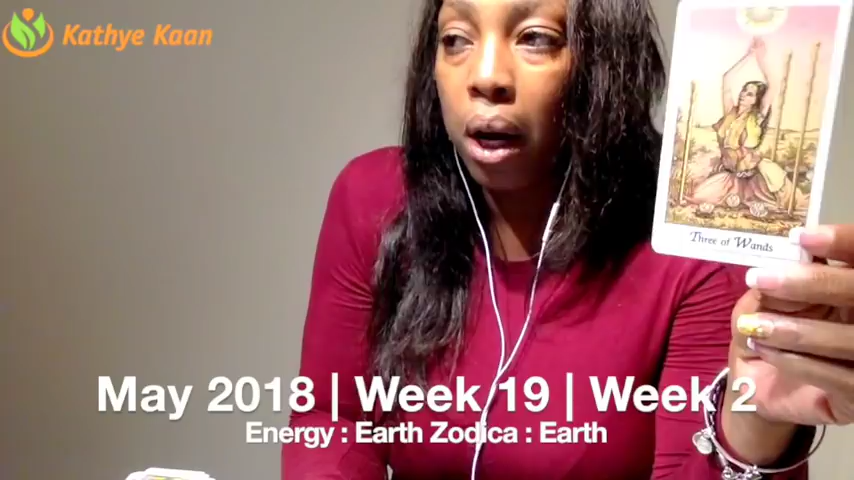 Kathye Kaan
Three of Wands
May 2018 | Week 19 | Week 2
Energy : Earth Zodica : Earth